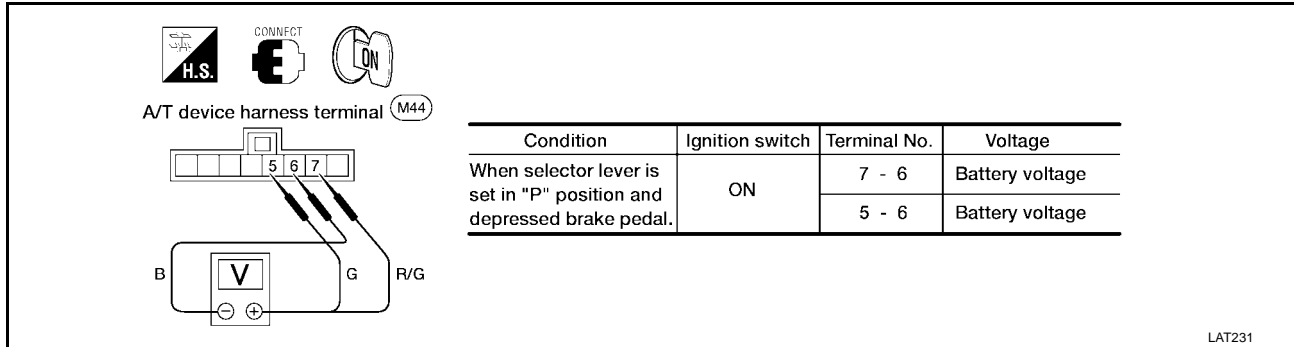 CONNECT
H.S.
ON
A/T device harness terminal M44
5 6 7
B
V
G
R/G
Condition Ignition switch Terminal No. Voltage
When selector lever is set in "P" position and depressed brake pedal.
ON
7 - 6 Battery voltage
5 - 6 Battery voltage
LAT231